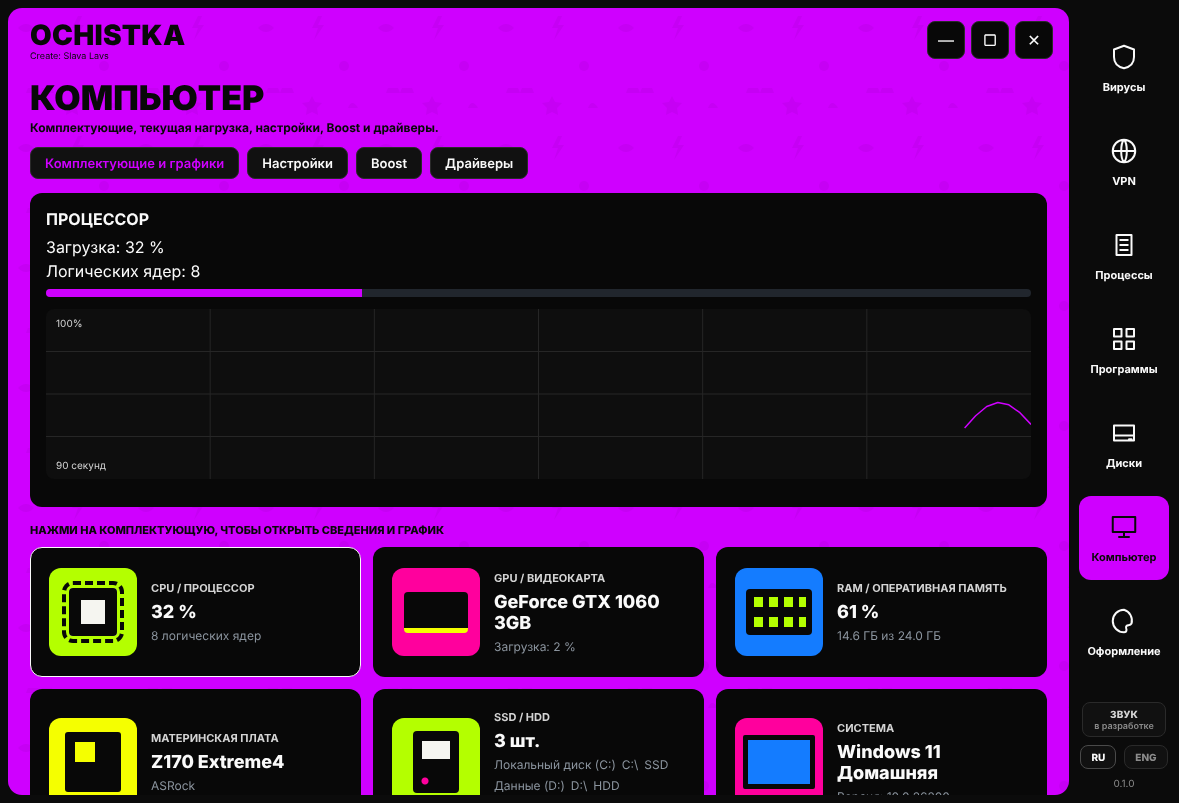 OCHISTKA
Create: Slava Lavs
КОМПЬЮТЕР
Комплектующие, текущая нагрузка, настройки, Boost и драйверы.
Комплектующие и графики
Настройки
Boost
Драйверы
ПРОЦЕССОР
Загрузка: 32 %
Логических ядер: 8
100%
90 секунд
НАЖМИ НА КОМПЛЕКТУЮЩУЮ, ЧТОБЫ ОТКРЫТЬ СВЕДЕНИЯ И ГРАФИК
CPU / ПРОЦЕССОР
32 %
8 логических ядер
GPU / ВИДЕОКАРТА
GeForce GTX 1060
3GB
Загрузка: 2 %
RAM / ОПЕРАТИВНАЯ ПАМЯТЬ
61 %
14.6 ГБ из 24.0 ГБ
МАТЕРИНСКАЯ ПЛАТА
Z170 Extreme4
ASRock
SSD / HDD
3 шт.
Локальный диск (C:) C:\ SSD
Данные (D:) D:\ HDD
СИСТЕМА
Windows 11
Домашняя
Вирусы
VPN
Процессы
Программы
Диски
Компьютер
Оформление
ЗВУК
в разработке
RU
ENG
0.1.0